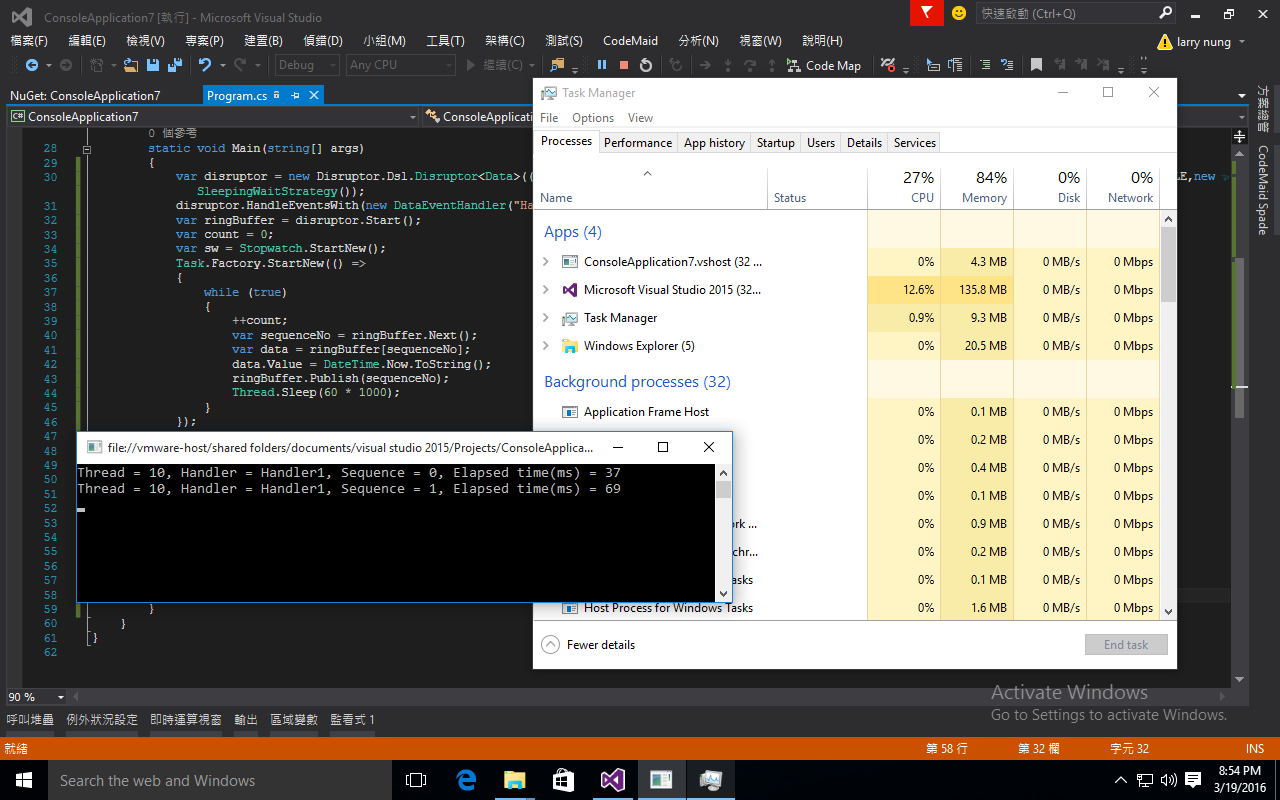 ConsoleApplication7 [執行] - Microsoft Visual Studio
快速啟動 (Ctrl+Q)
檔案(F) 編輯(E) 檢視(V) 專案(P) 建置(B) 偵錯(D) 小組(M) 工具(T) 架構(C) 測試(S) CodeMaid 分析(N) 視窗(W) 說明(H)
larry nung
Debug Any CPU 繼續(C) Code Map
NuGet: ConsoleApplication7 Program.cs
C# ConsoleApplication7 ConsoleApplicati
0 個參考
28 static void Main(string[] args)
29 {
30 var disruptor = new Disruptor.Dsl.Disruptor<Data>((
LE,new
SleepingWaitStrategy());
31 disruptor.HandleEventsWith(new DataEventHandler("Ha
32 var ringBuffer = disruptor.Start();
33 var count = 0;
34 var sw = Stopwatch.StartNew();
35 Task.Factory.StartNew(() =>
36 {
37 while (true)
38 {
39 ++count;
40 var sequenceNo = ringBuffer.Next();
41 var data = ringBuffer[sequenceNo];
42 data.Value = DateTime.Now.ToString();
43 ringBuffer.Publish(sequenceNo);
44 Thread.Sleep(60 * 1000);
45 }
46 });
47
48
49
50
51
52
53
54
55
56
57
58
59 }
60 }
61 }
62
file://vmware-host/shared folders/documents/visual studio 2015/Projects/ConsoleApplica...
Thread = 10, Handler = Handler1, Sequence = 0, Elapsed time(ms) = 37
Thread = 10, Handler = Handler1, Sequence = 1, Elapsed time(ms) = 69
Task Manager
File Options View
Processes Performance App history Startup Users Details Services
27% 84% 0% 0%
Name Status CPU Memory Disk Network
Apps (4)
ConsoleApplication7.vshost (32 ... 0% 4.3 MB 0 MB/s 0 Mbps
Microsoft Visual Studio 2015 (32... 12.6% 135.8 MB 0 MB/s 0 Mbps
Task Manager 0.9% 9.3 MB 0 MB/s 0 Mbps
Windows Explorer (5) 0% 20.5 MB 0 MB/s 0 Mbps
Background processes (32)
Application Frame Host 0% 0.1 MB 0 MB/s 0 Mbps
0% 0.2 MB 0 MB/s 0 Mbps
0% 0.4 MB 0 MB/s 0 Mbps
0% 0.1 MB 0 MB/s 0 Mbps
rk ... 0% 0.9 MB 0 MB/s 0 Mbps
chr... 0% 0.2 MB 0 MB/s 0 Mbps
asks 0% 0.1 MB 0 MB/s 0 Mbps
Host Process for Windows Tasks 0% 1.6 MB 0 MB/s 0 Mbps
Fewer details End task
方案總管
CodeMaid Spade
90 %
Activate Windows
Go to Settings to activate Windows.
呼叫堆疊 例外狀況設定 即時運算視窗 輸出 區域變數 監看式 1
就緒 第 58 行 第 32 欄 字元 32 INS
Search the web and Windows
8:54 PM
3/19/2016